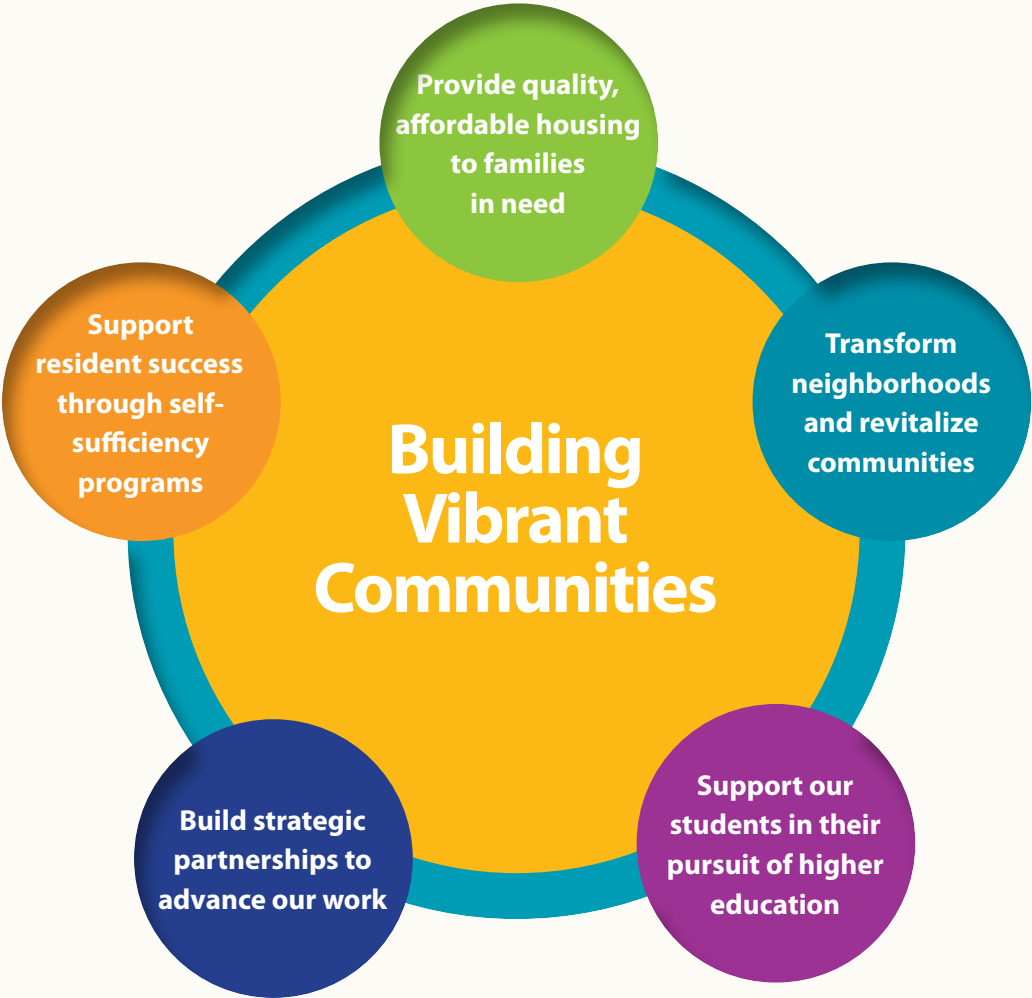 Provide quality,
affordable housing
to families
in need
Transform
neighborhoods
and revitalize
communities
Support our
students in their
pursuit of higher
education
Build strategic
partnerships to
advance our work
Support
resident success
through self-
sufficiency
programs
Building
Vibrant
Communities